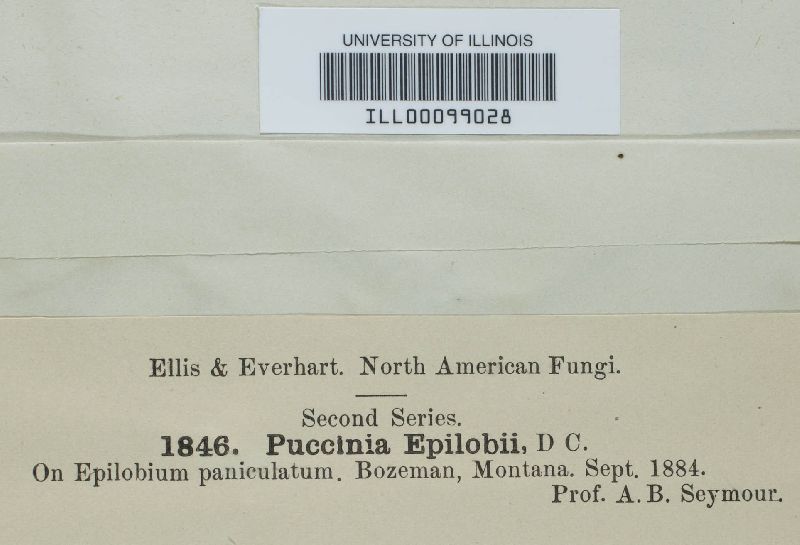 UNIVERSITY OF ILLINOIS
ILL00099028
Ellis & Everhart. North American Fungi.
Second Series.
1846. Puccinia Epilobii, D C.
On Epilobium paniculatum. Bozeman, Montana. Sept. 1884.
Prof. A. B. Seymour.